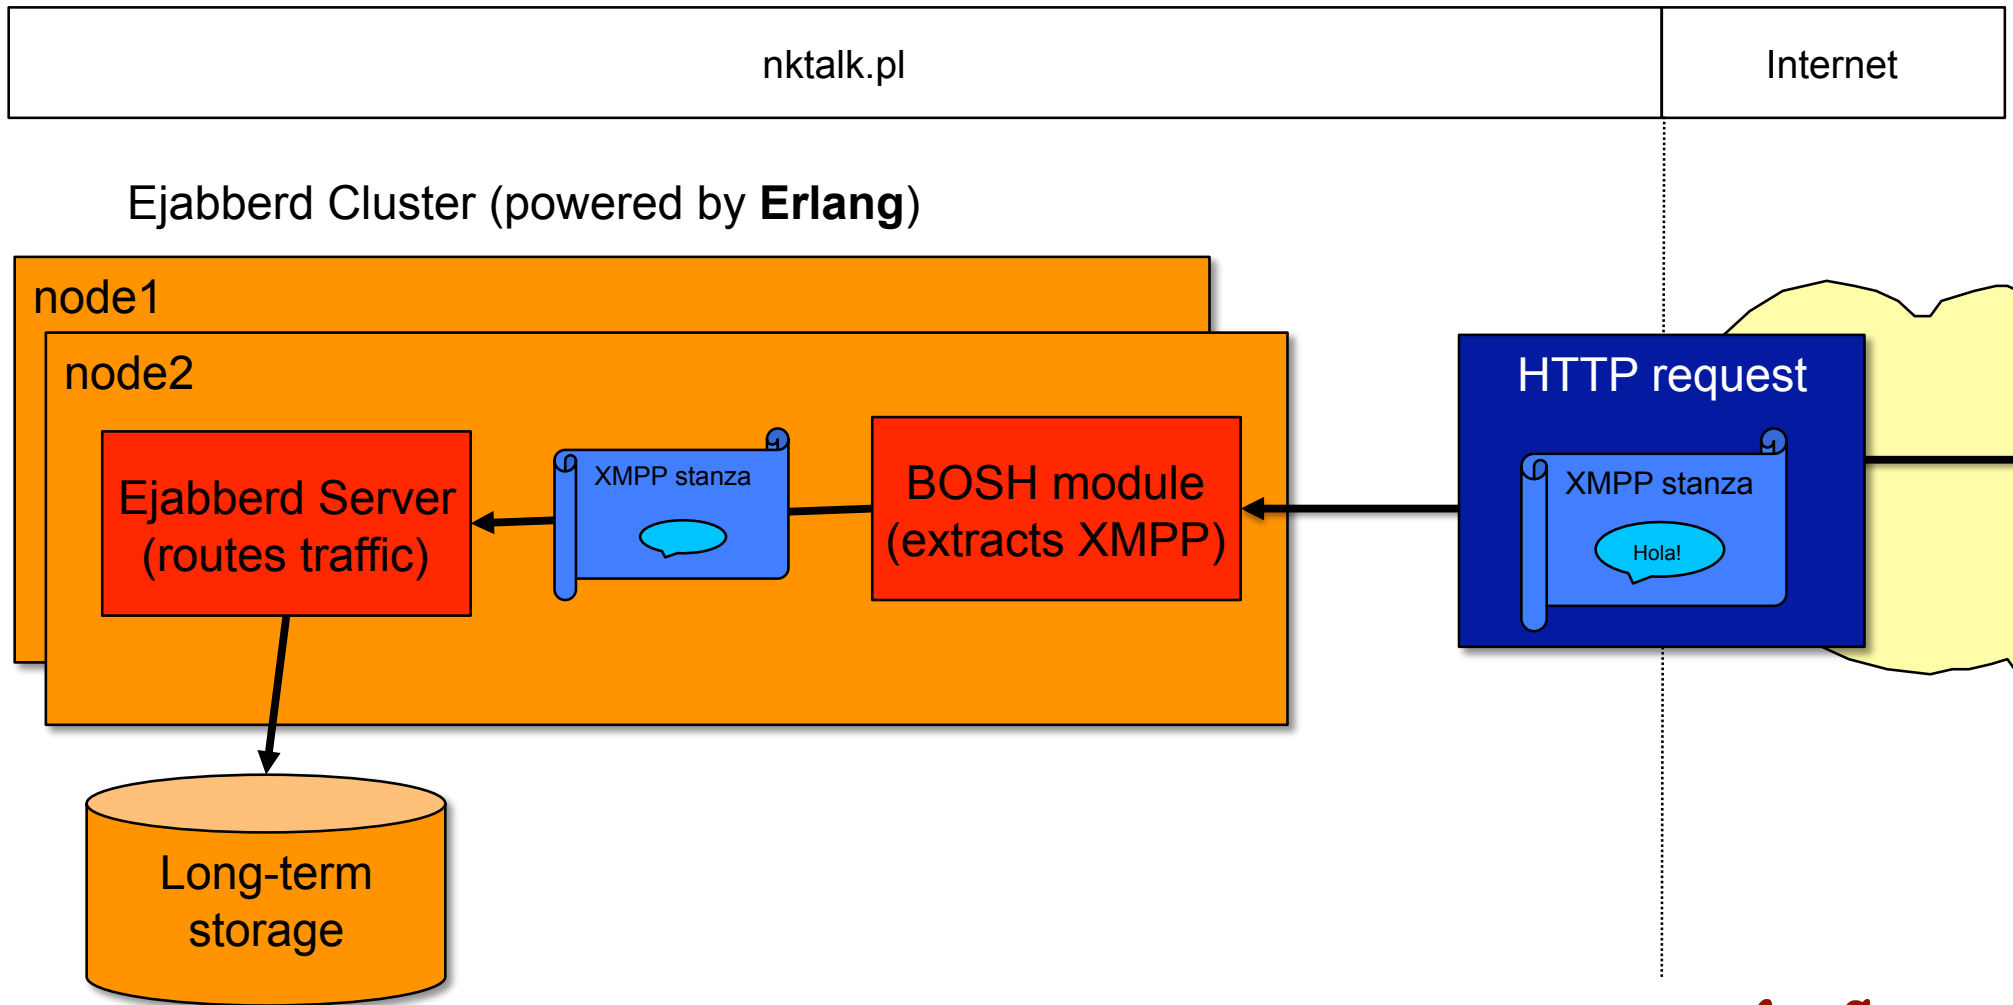 nktalk.pl
Internet
Ejabberd Cluster (powered by Erlang)
node1
node2
HTTP request
Ejabberd Server
(routes traffic)
XMPP stanza
BOSH module
(extracts XMPP)
XMPP stanza
Hola!
Long-term
storage